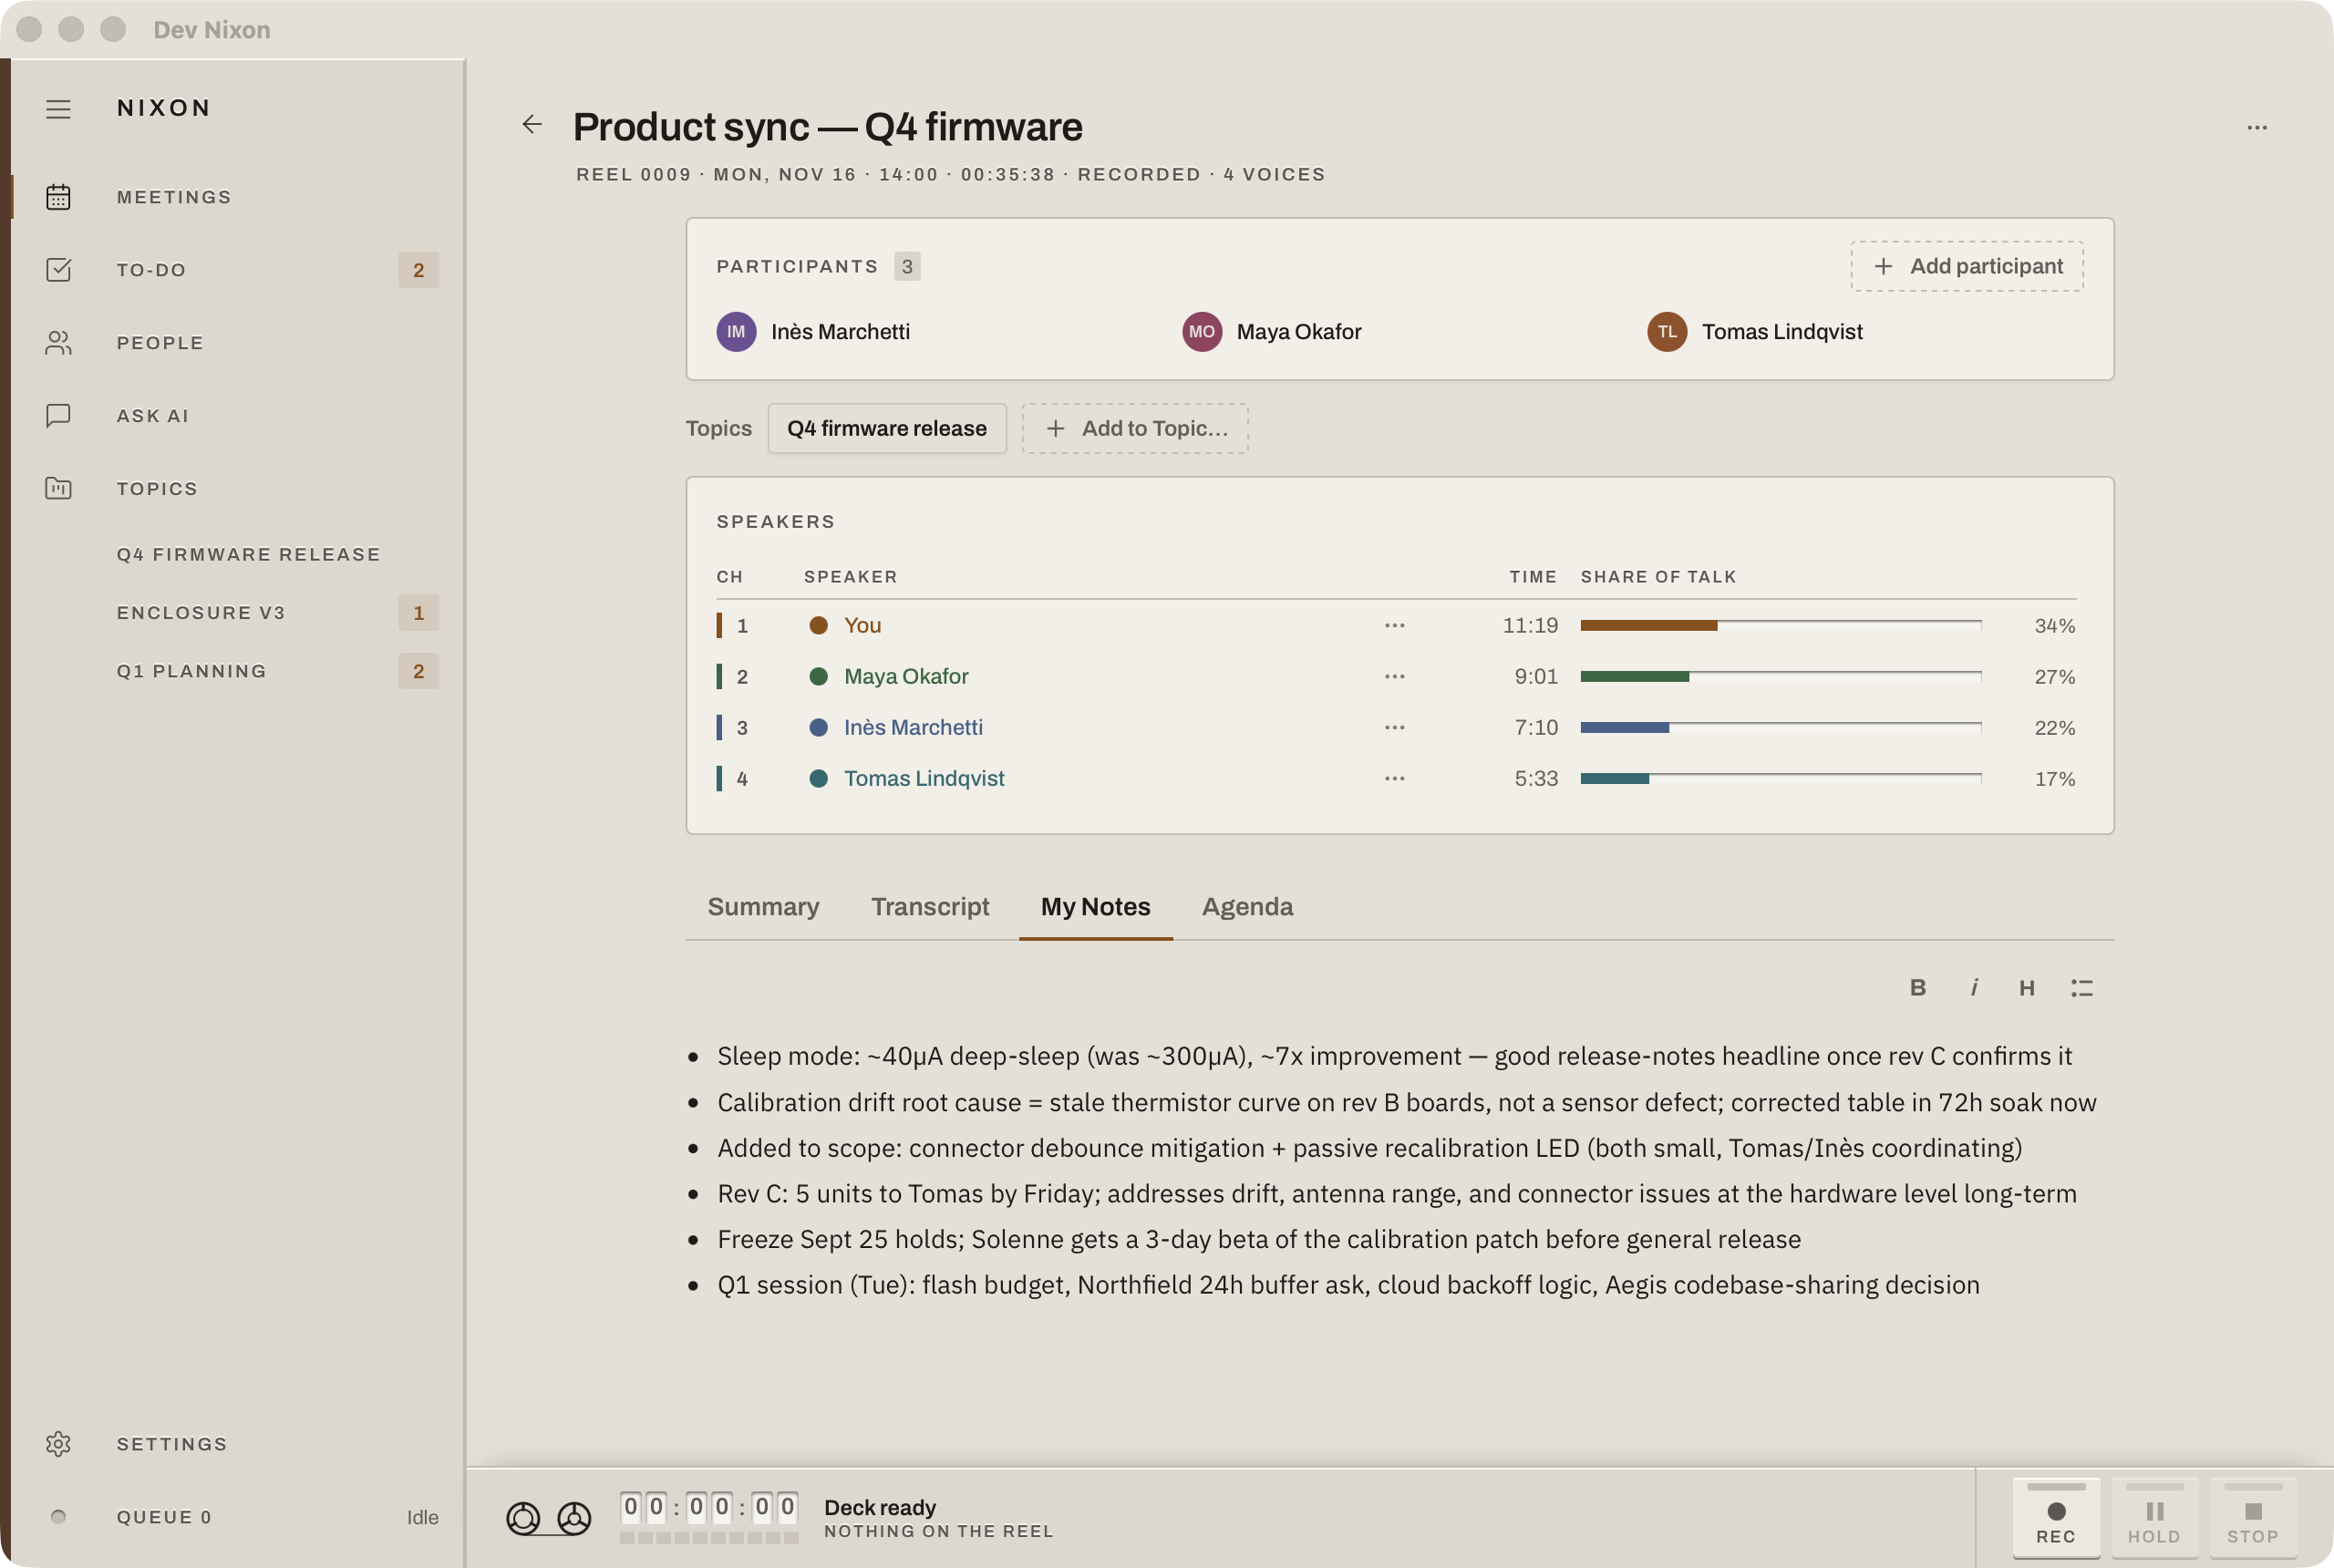 Dev Nixon
NIXON
MEETINGS
TO-DO 2
PEOPLE
ASK AI
TOPICS
Q4 FIRMWARE RELEASE
ENCLOSURE V3 1
Q1 PLANNING 2
SETTINGS
QUEUE 0 Idle
Product sync — Q4 firmware
REEL 0009 · MON, NOV 16 · 14:00 · 00:35:38 · RECORDED · 4 VOICES
PARTICIPANTS 3
Add participant
IM Inès Marchetti
MO Maya Okafor
TL Tomas Lindqvist
Topics Q4 firmware release Add to Topic...
SPEAKERS
CH SPEAKER TIME SHARE OF TALK
1 You 11:19 34%
2 Maya Okafor 9:01 27%
3 Inès Marchetti 7:10 22%
4 Tomas Lindqvist 5:33 17%
Summary Transcript My Notes Agenda
B i H
• Sleep mode: ~40µA deep-sleep (was ~300µA), ~7x improvement — good release-notes headline once rev C confirms it
• Calibration drift root cause = stale thermistor curve on rev B boards, not a sensor defect; corrected table in 72h soak now
• Added to scope: connector debounce mitigation + passive recalibration LED (both small, Tomas/Inès coordinating)
• Rev C: 5 units to Tomas by Friday; addresses drift, antenna range, and connector issues at the hardware level long-term
• Freeze Sept 25 holds; Solenne gets a 3-day beta of the calibration patch before general release
• Q1 session (Tue): flash budget, Northfield 24h buffer ask, cloud backoff logic, Aegis codebase-sharing decision
00:00:00
Deck ready
NOTHING ON THE REEL
REC HOLD STOP